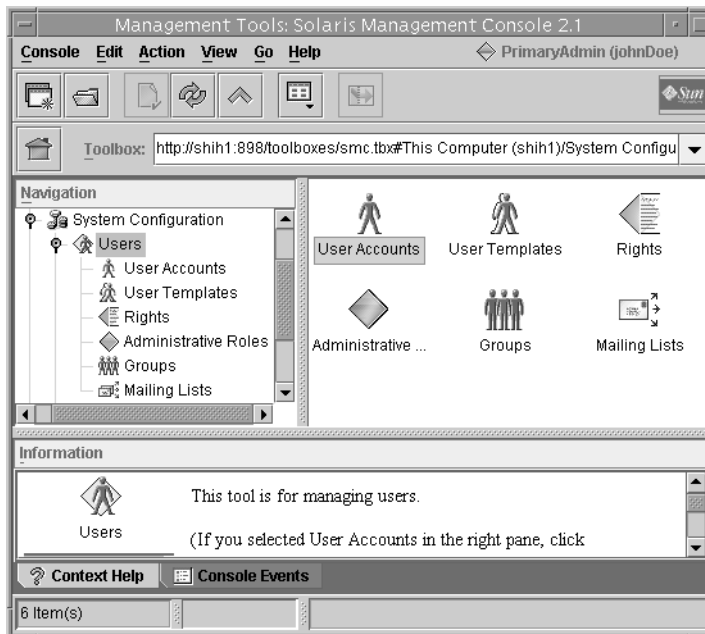 Management Tools: Solaris Management Console 2.1
Console Edit Action View Go Help PrimaryAdmin (johnDoe)
Sun
Toolbox: http://shih1:898/toolboxes/smc.tbx#This Computer (shih1)/System Configu
Navigation
System Configuration
Users
User Accounts
User Templates
Rights
Administrative Roles
Groups
Mailing Lists
User Accounts User Templates Rights
Administrative ... Groups Mailing Lists
Information
Users
This tool is for managing users.
(If you selected User Accounts in the right pane, click
Context Help Console Events
6 Item(s)